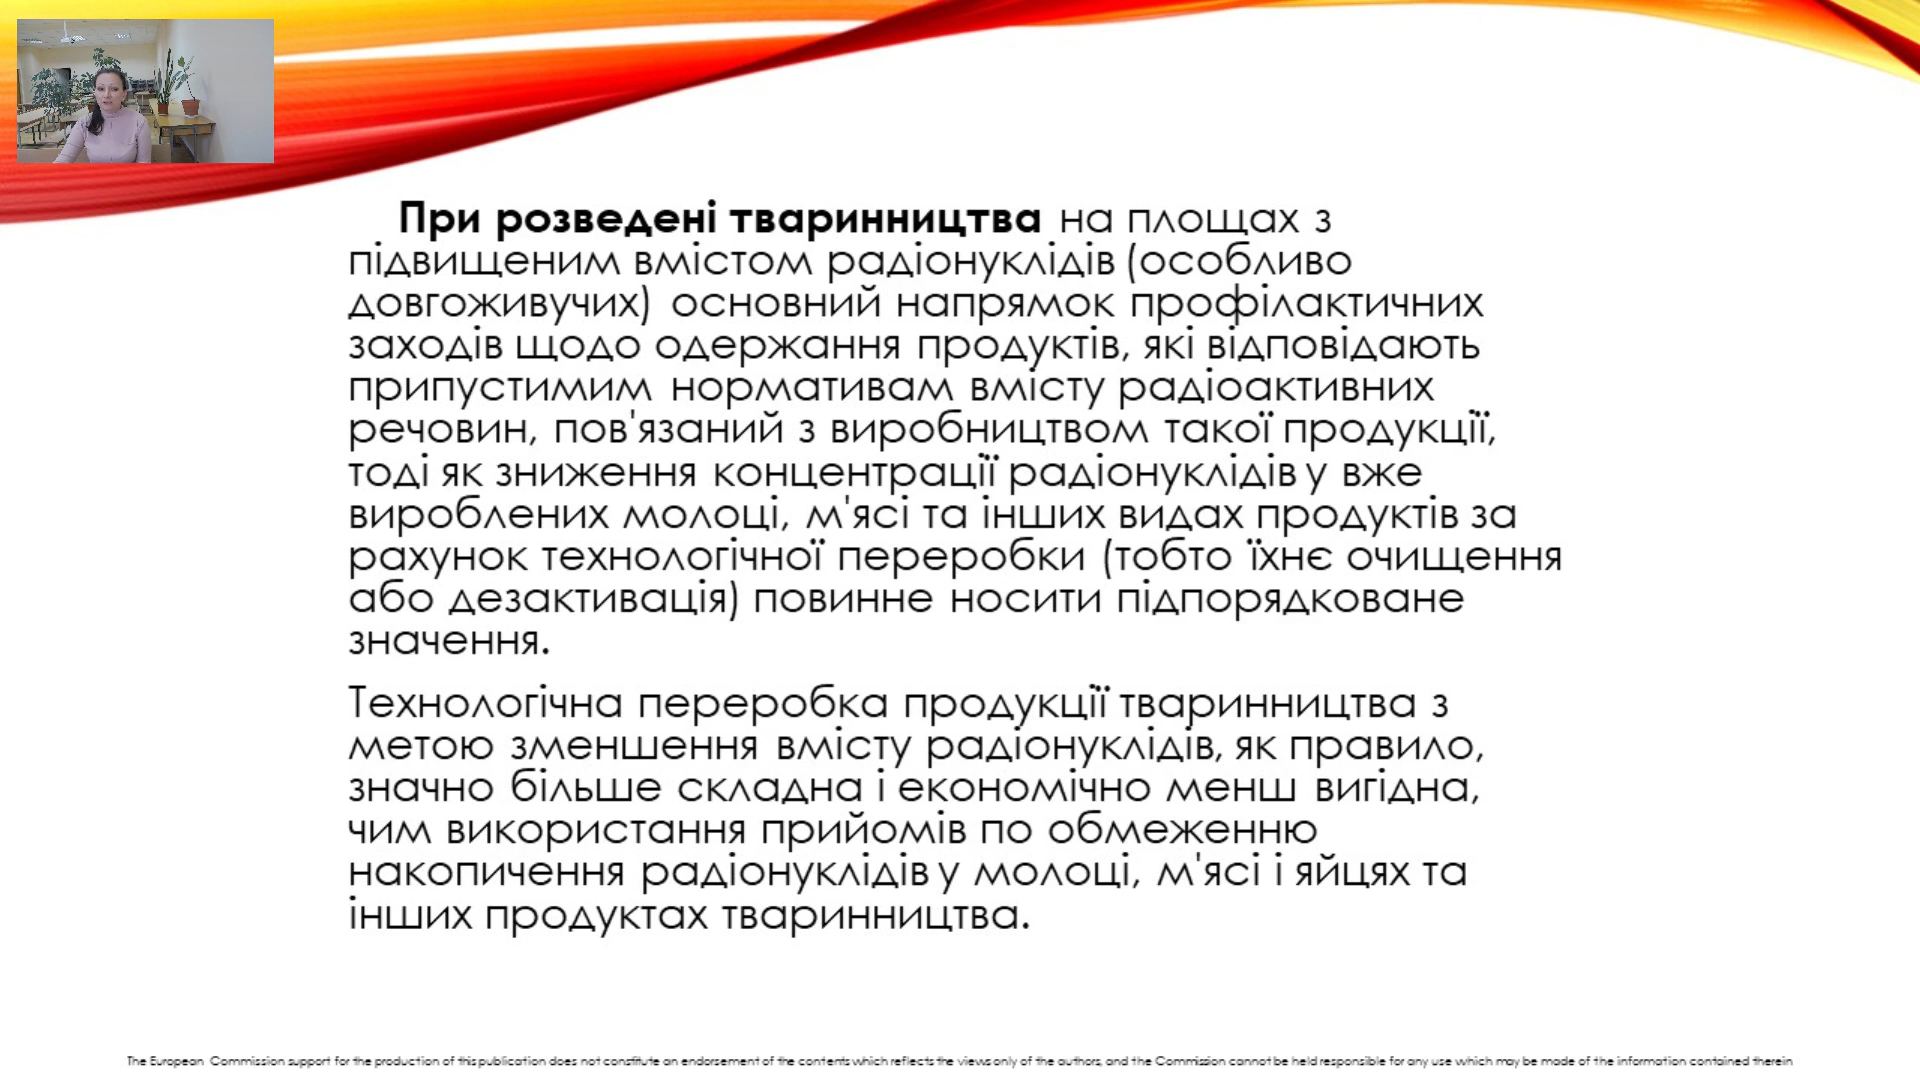 При розведені тваринництва на площах з
підвищеним вмістом радіонуклідів (особливо
довгоживучих) основний напрямок профілактичних
заходів щодо одержання продуктів, які відповідають
припустимим нормативам вмісту радіоактивних
речовин, пов'язаний з виробництвом такої продукції,
тоді як зниження концентрації радіонуклідів у вже
вироблених молоці, м'ясі та інших видах продуктів за
рахунок технологічної переробки (тобто їхнє очищення
або дезактивація) повинне носити підпорядковане
значення.
Технологічна переробка продукції тваринництва з
метою зменшення вмісту радіонуклідів, як правило,
значно більше складна і економічно менш вигідна,
чим використання прийомів по обмеженню
накопичення радіонуклідів у молоці, м'ясі і яйцях та
інших продуктах тваринництва.
The European Commission support for the production of this publication does not constitute an endorsement of the contents which reflects the views only of the authors, and the Commission cannot be held responsible for any use which may be made of the information contained therein